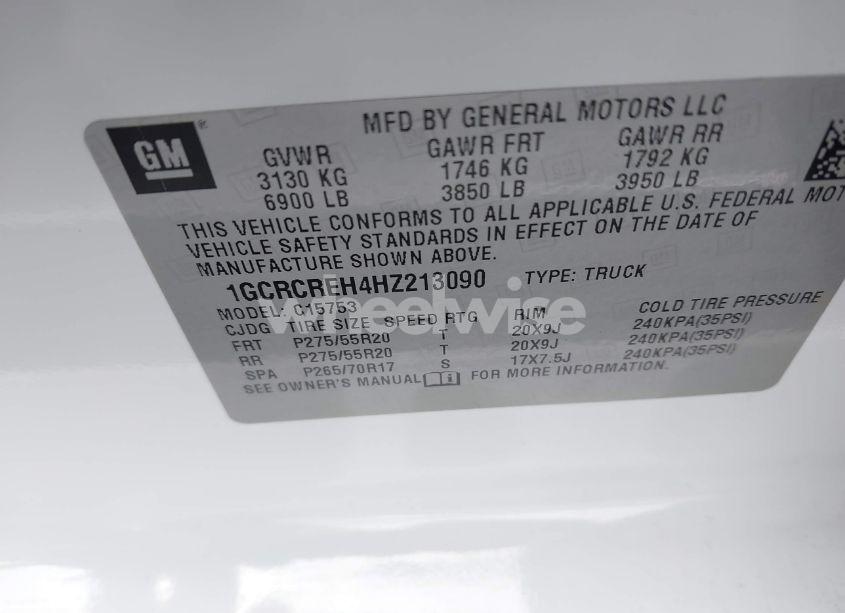 MFD BY GENERAL MOTORS LLC
GM®
GVWR GAWR FRT GAWR RR
3130 KG 1746 KG 1792 KG
6900 LB 3850 LB 3950 LB
THIS VEHICLE CONFORMS TO ALL APPLICABLE U.S. FEDERAL MOT
VEHICLE SAFETY STANDARDS IN EFFECT ON THE DATE OF
MANUFACTURE SHOWN ABOVE.
1GCRCREH4HZ213090 TYPE: TRUCK
wheelwise
MODEL: C15753
CJDG TIRE SIZE SPEED RTG RIM COLD TIRE PRESSURE
FRT P275/55R20 T 20X9J 240KPA(35PSI)
RR P275/55R20 T 20X9J 240KPA(35PSI)
SPA P265/70R17 S 17X7.5J 240KPA(35PSI)
SEE OWNER'S MANUAL FOR MORE INFORMATION.